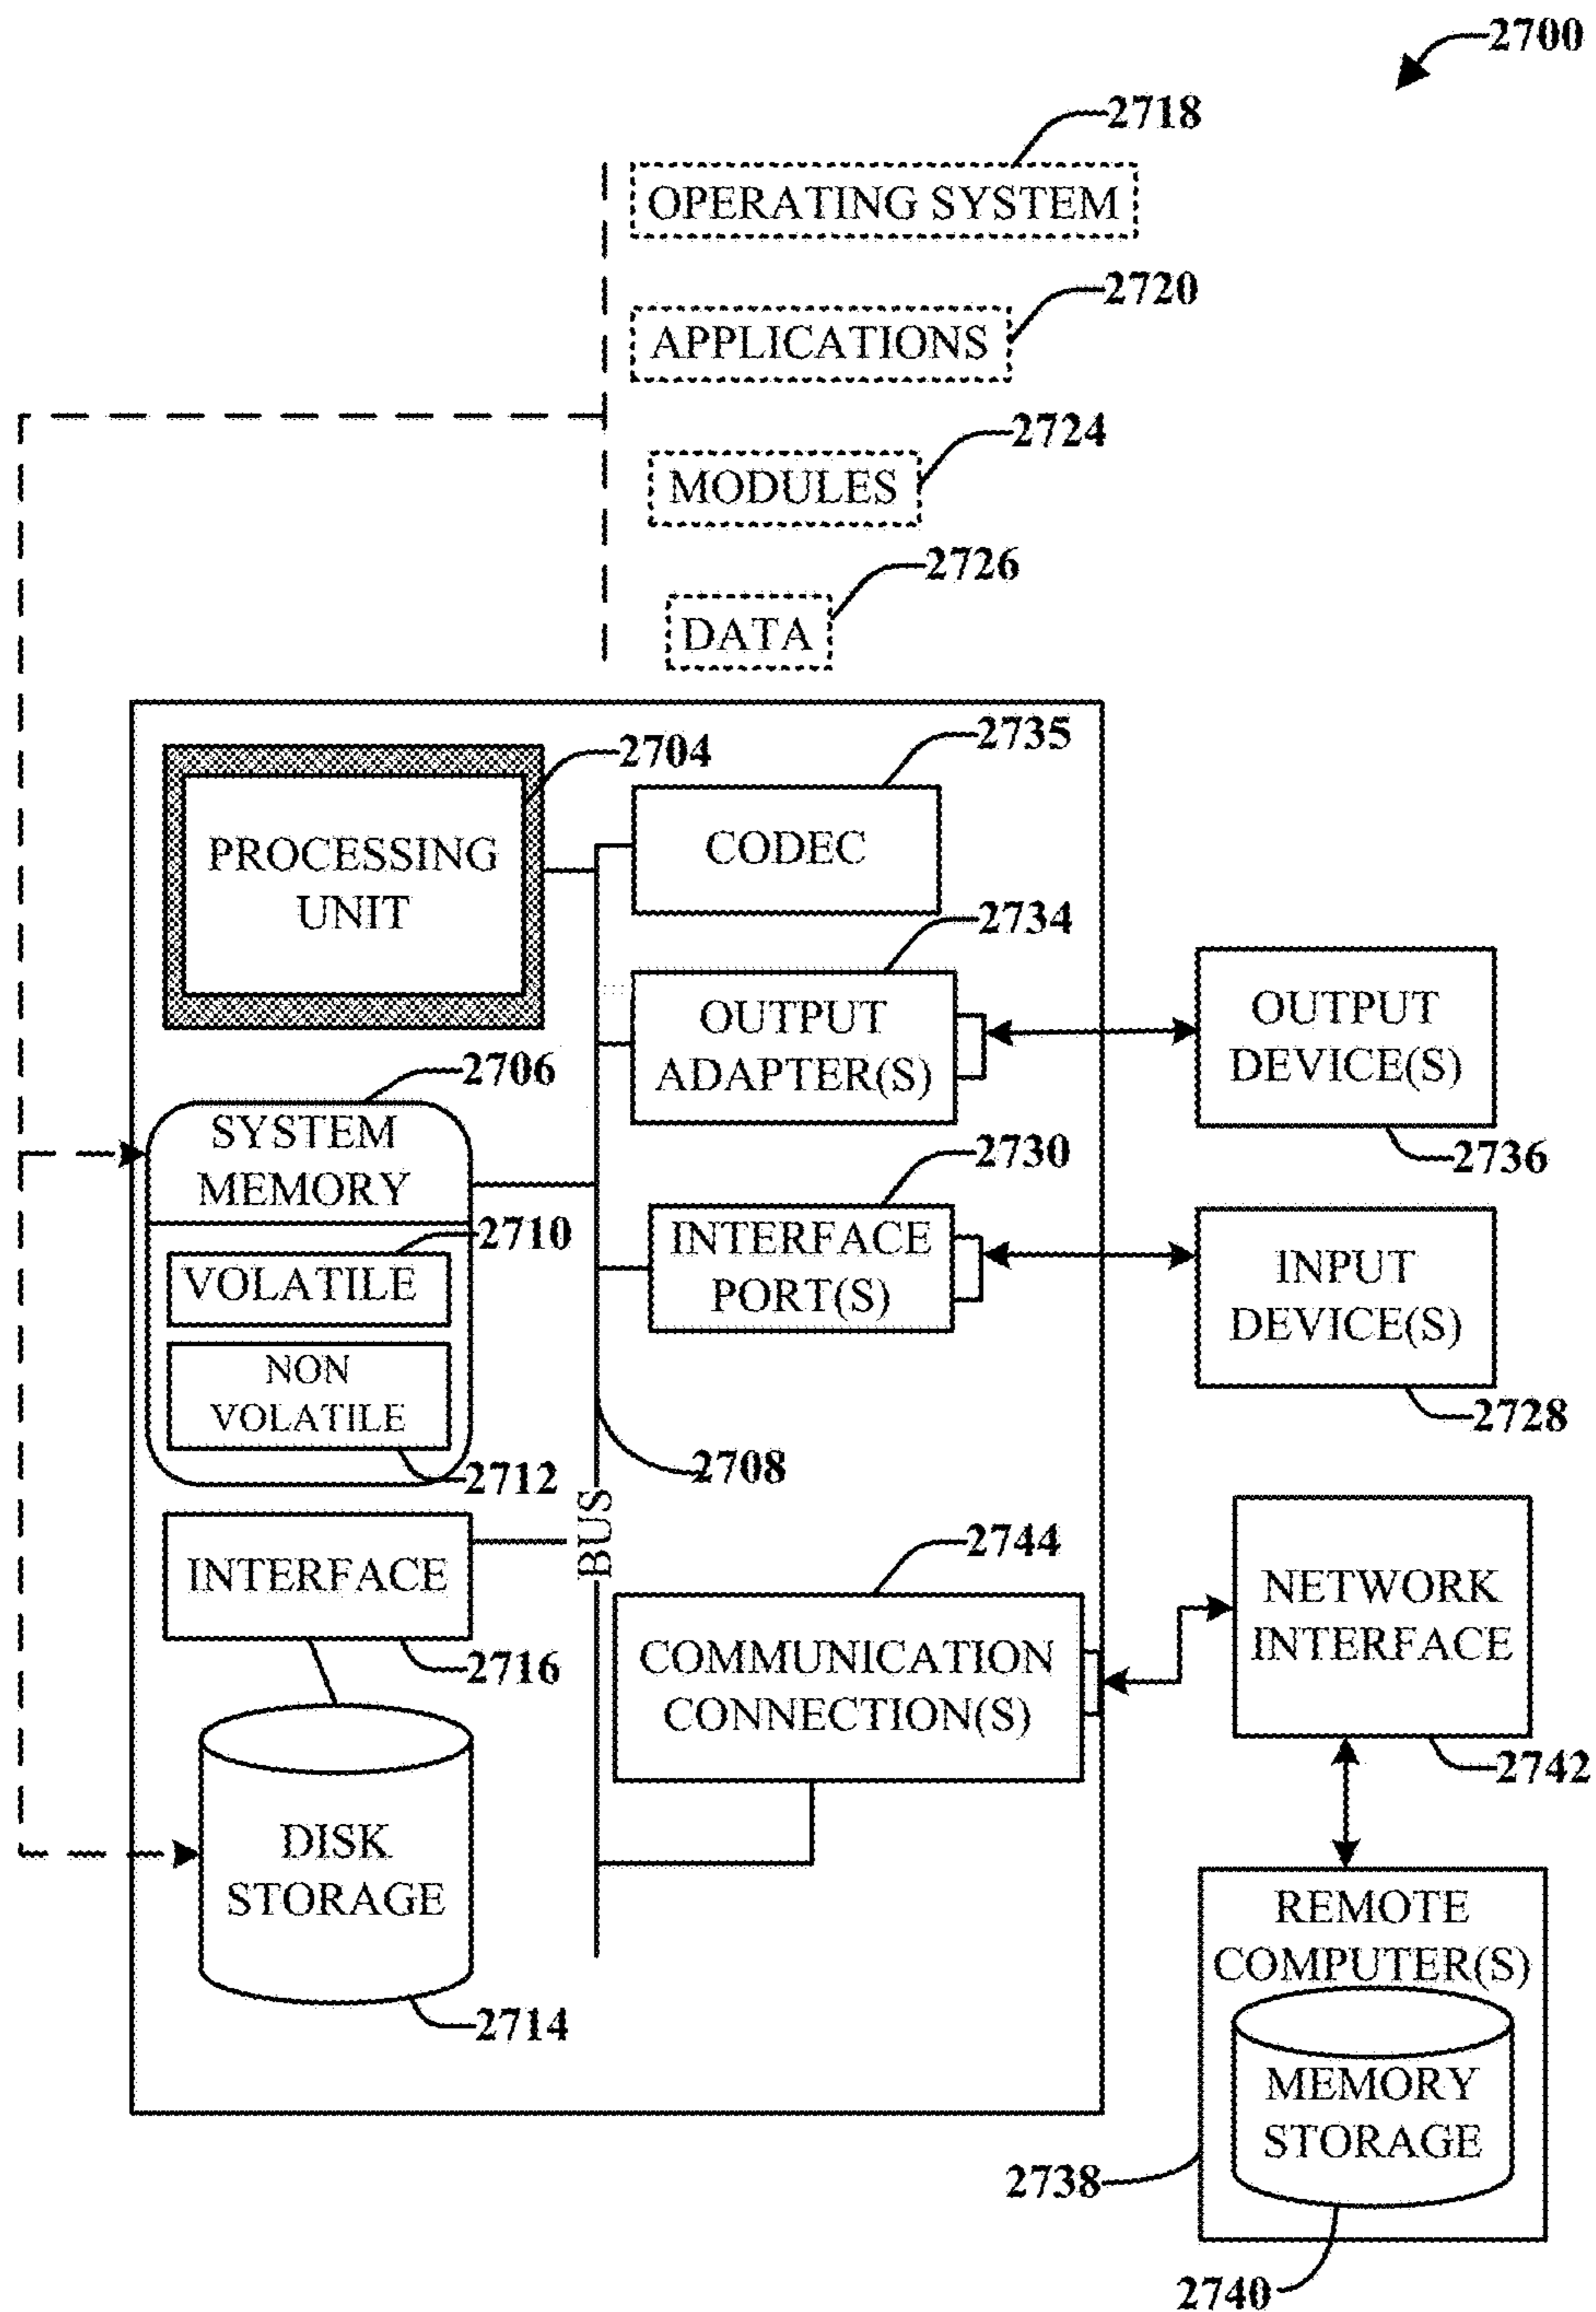 2700
2718
OPERATING SYSTEM
2720
APPLICATIONS
2724
MODULES
2726
DATA
2704
PROCESSING
UNIT
2735
CODEC
2734
OUTPUT
ADAPTER(S)
OUTPUT
DEVICE(S)
2736
2706
SYSTEM
MEMORY
2710
VOLATILE
NON
VOLATILE
2712
2730
INTERFACE
PORT(S)
INPUT
DEVICE(S)
2728
2708
BUS
INTERFACE
2716
2744
COMMUNICATION
CONNECTION(S)
NETWORK
INTERFACE
2742
DISK
STORAGE
2714
REMOTE
COMPUTER(S)
MEMORY
STORAGE
2738
2740